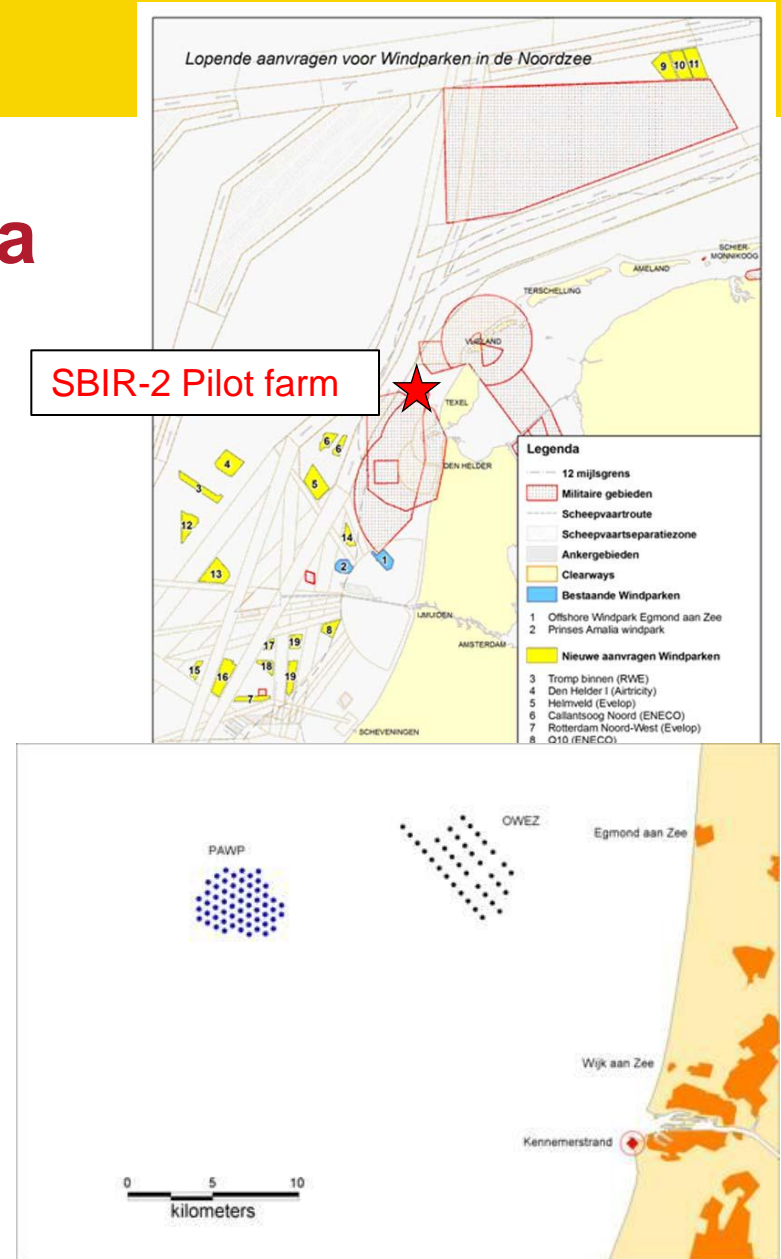 a
Lopende aanvragen voor Windparken in de Noordzee
9 10 11
SCHIER-
MONNIKOOG
AMELAND
TERSCHELLING
VLIELAND
SBIR-2 Pilot farm
TEXEL
DEN HELDER
6
6
4
5
3
12
14
13
2
1
IJMUIDEN
8
AMSTERDAM
17
19
15
16
18
19
7
SCHEVENINGEN
Legenda
12 mijlsgrens
Militaire gebieden
Scheepvaartroute
Scheepvaartseparatiezone
Ankergebieden
Clearways
Bestaande Windparken
1 Offshore Windpark Egmond aan Zee
2 Prinses Amalia windpark
Nieuwe aanvragen Windparken
3 Tromp binnen (RWE)
4 Den Helder I (Airtricity)
5 Helmveld (Evelop)
6 Callantsoog Noord (ENECO)
7 Rotterdam Noord-West (Evelop)
8 Q10 (ENECO)
OWEZ
Egmond aan Zee
PAWP
Wijk aan Zee
Kennemerstrand
0 5 10
kilometers